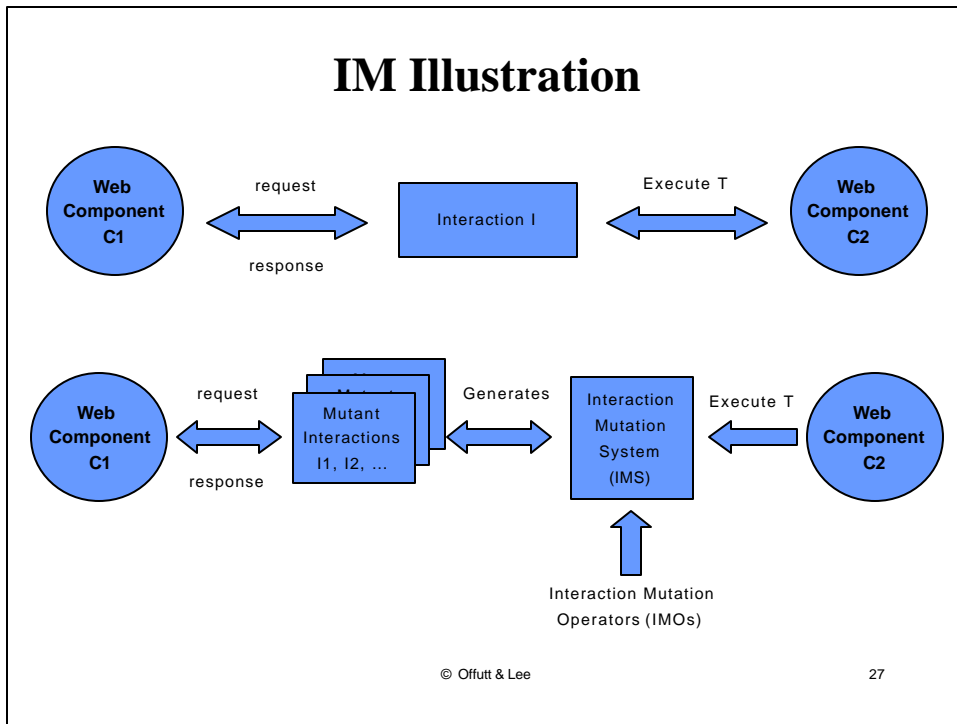 IM Illustration
Web
Component
C1
request
response
Interaction I
Execute T
Web
Component
C2
Web
Component
C1
request
response
Mutant
Interactions
I1, I2, ...
Generates
Interaction
Mutation
System
(IMS)
Execute T
Web
Component
C2
Interaction Mutation
Operators (IMOs)
© Offutt & Lee
27